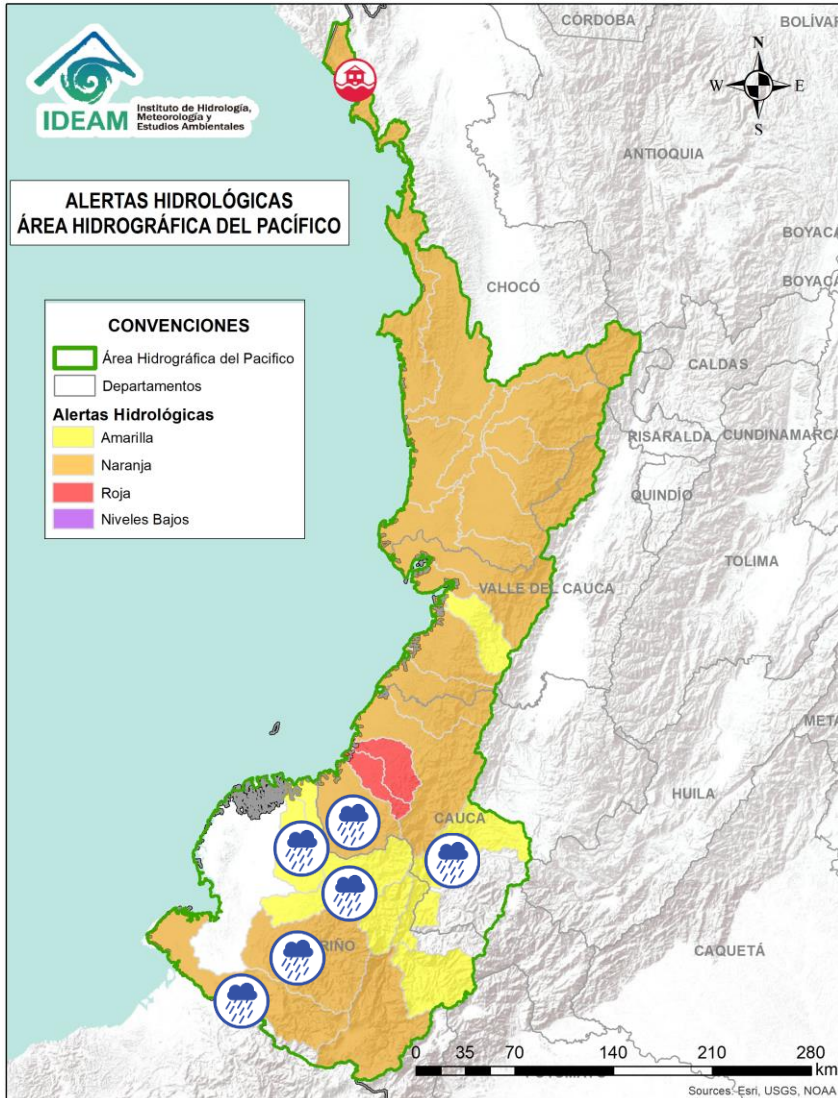 IDEAM
Instituto de Hidrología,
Meteorología y
Estudios Ambientales
ALERTAS HIDROLÓGICAS
ÁREA HIDROGRÁFICA DEL PACÍFICO
CONVENCIONES
Área Hidrográfica del Pacifico
Departamentos
Alertas Hidrológicas
Amarilla
Naranja
Roja
Niveles Bajos
N
W
E
S
CÓRDOBA
BOLÍVAR
ANTIOQUIA
BOYACÁ
BOYACÁ
CHOCÓ
CALDAS
RISARALDA
CUNDINAMARCA
QUINDÍO
TOLIMA
VALLE DEL CAUCA
META
HUILA
CAUCA
RIÑO
CAQUETÁ
0 35 70 140 210 280
km
Sources: Esri, USGS, NOAA